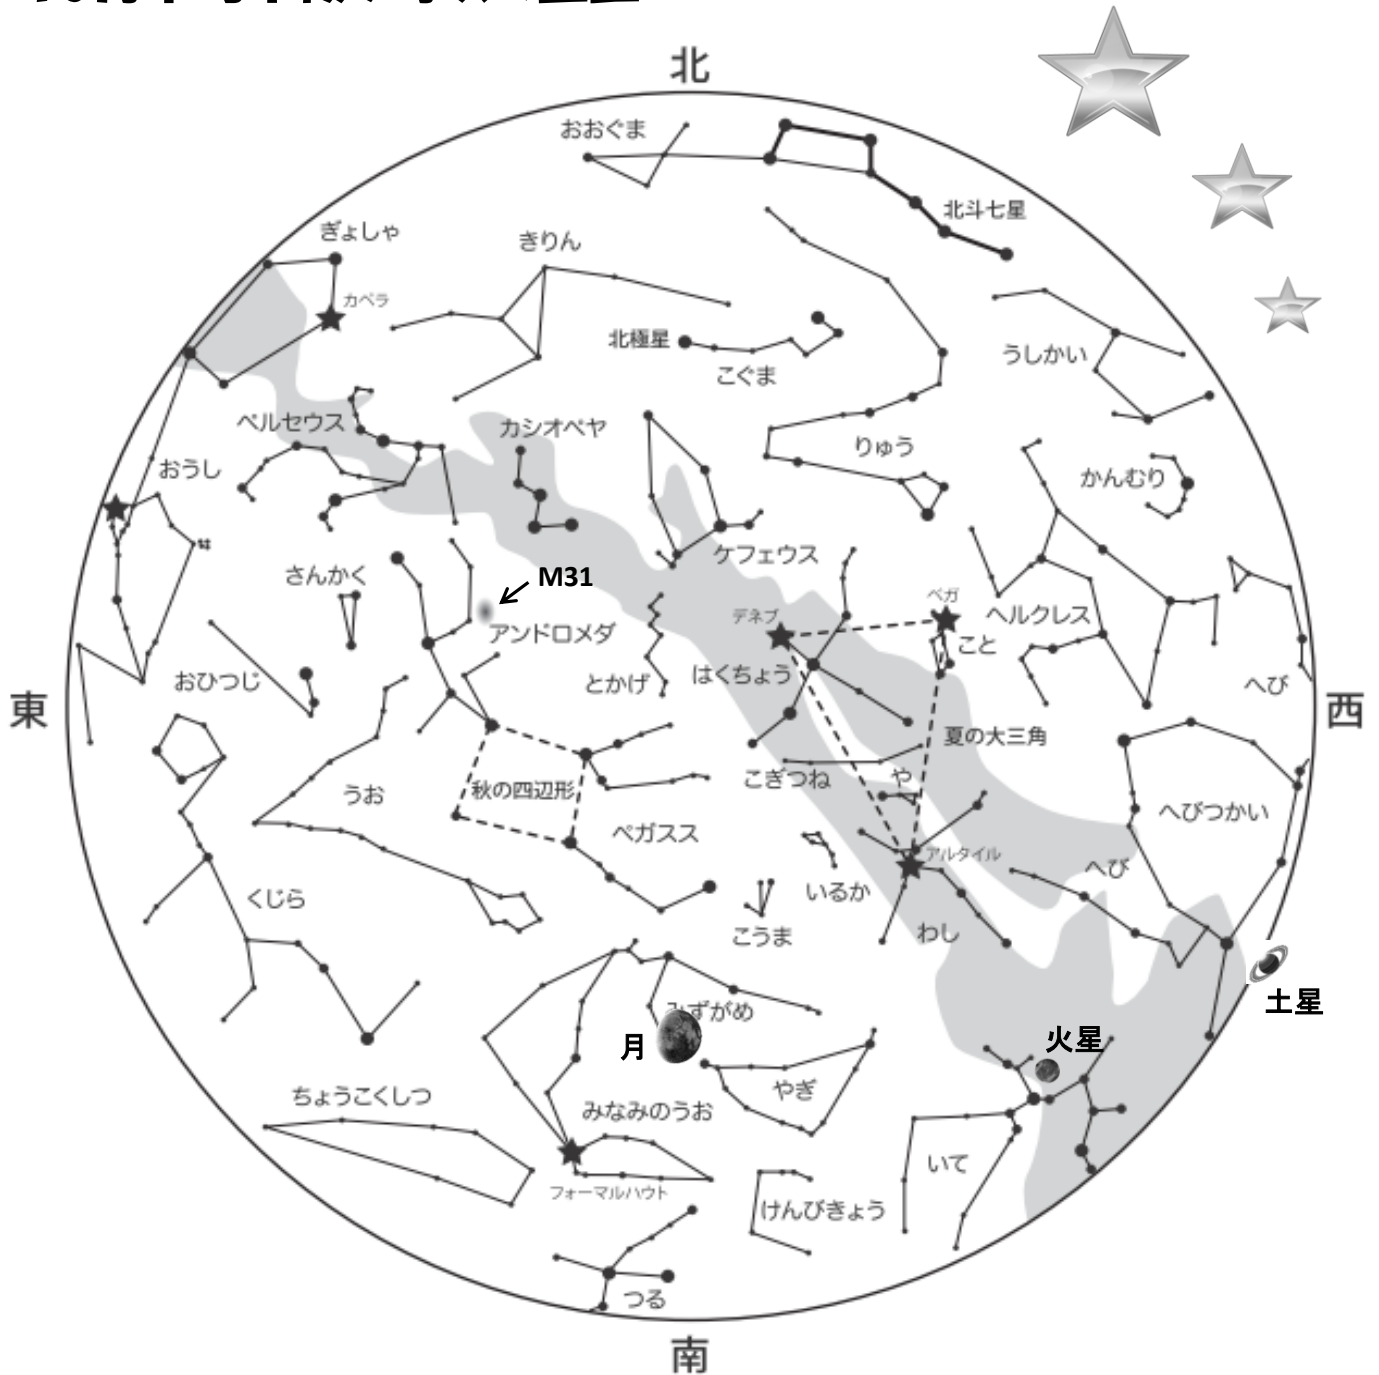 北
おおぐま
北斗七星
ぎょしゃ
きりん
カペラ
北極星
こぐま
うしかい
ペルセウス
カシオペヤ
りゅう
おうし
かんむり
ケフェウス
さんかく
M31
デネブ
ベガ
ヘルクレス
アンドロメダ
こと
おひつじ
とかげ
はくちょう
へび
東
西
夏の大三角
こぎつね
や
うお
秋の四辺形
へびつかい
ペガスス
アルタイル
へび
いるか
くじら
こうま
わし
土星
みずがめ
月
火星
やぎ
ちょうこくしつ
みなみのうお
いて
フォーマルハウト
けんびきょう
つる
南